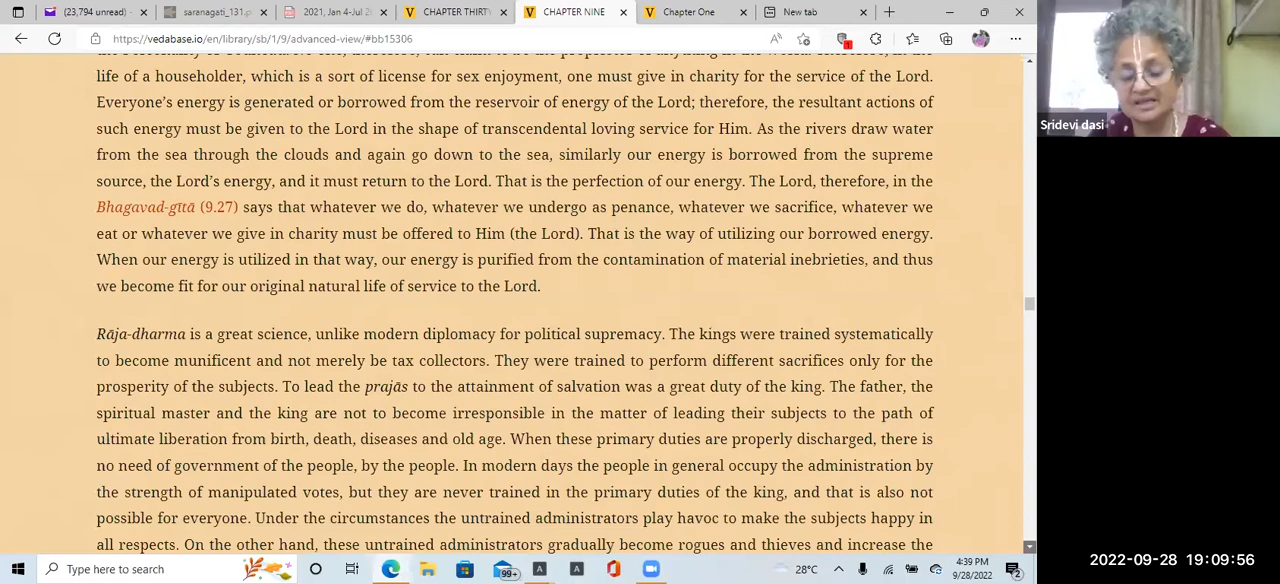 (23,794 unread) -
saranagati_131.p
2021, Jan 4-Jul 2
CHAPTER THIRTY
CHAPTER NINE
Chapter One
New tab
https://vedabase.io/en/library/sb/1/9/advanced-view/#bb15306
life of a householder, which is a sort of license for sex enjoyment, one must give in charity for the service of the Lord.
Everyone's energy is generated or borrowed from the reservoir of energy of the Lord; therefore, the resultant actions of
such energy must be given to the Lord in the shape of transcendental loving service for Him. As the rivers draw water
from the sea through the clouds and again go down to the sea, similarly our energy is borrowed from the supreme
source, the Lord's energy, and it must return to the Lord. That is the perfection of our energy. The Lord, therefore, in the
Bhagavad-gītā (9.27) says that whatever we do, whatever we undergo as penance, whatever we sacrifice, whatever we
eat or whatever we give in charity must be offered to Him (the Lord). That is the way of utilizing our borrowed energy.
When our energy is utilized in that way, our energy is purified from the contamination of material inebrieties, and thus
we become fit for our original natural life of service to the Lord.
Rāja-dharma is a great science, unlike modern diplomacy for political supremacy. The kings were trained systematically
to become munificent and not merely be tax collectors. They were trained to perform different sacrifices only for the
prosperity of the subjects. To lead the prajās to the attainment of salvation was a great duty of the king. The father, the
spiritual master and the king are not to become irresponsible in the matter of leading their subjects to the path of
ultimate liberation from birth, death, diseases and old age. When these primary duties are properly discharged, there is
no need of government of the people, by the people. In modern days the people in general occupy the administration by
the strength of manipulated votes, but they are never trained in the primary duties of the king, and that is also not
possible for everyone. Under the circumstances the untrained administrators play havoc to make the subjects happy in
all respects. On the other hand, these untrained administrators gradually become rogues and thieves and increase the
Sridevi dasi
Type here to search
99+
28°C
4:39 PM
9/28/2022
2
2022-09-28 19:09:56